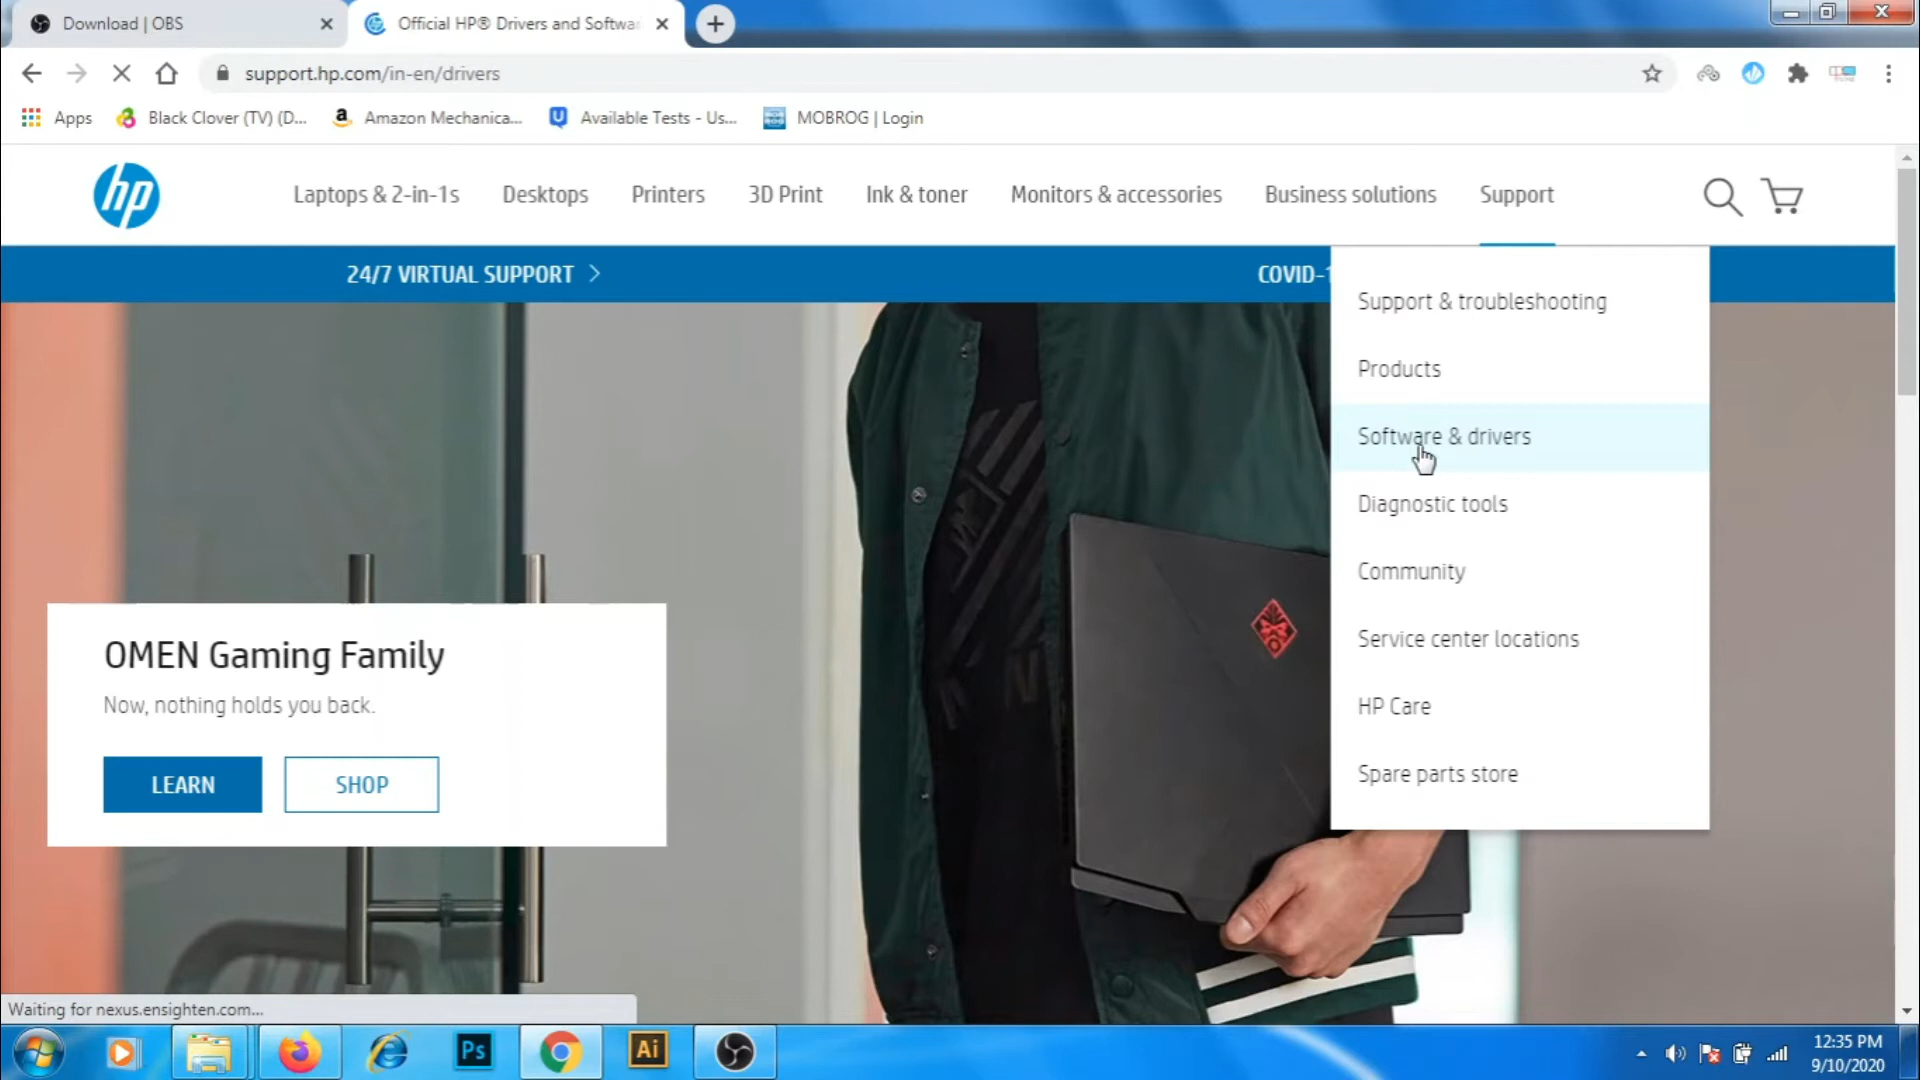 Download | OBS
Official HP® Drivers and Softwa
support.hp.com/in-en/drivers
Apps
Black Clover (TV) (D...
Amazon Mechanica...
Available Tests - Us...
MOBROG | Login
hp
Laptops & 2-in-1s
Desktops
Printers
3D Print
Ink & toner
Monitors & accessories
Business solutions
Support
24/7 VIRTUAL SUPPORT
COVID-1
Support & troubleshooting
Products
Software & drivers
Diagnostic tools
Community
Service center locations
HP Care
Spare parts store
OMEN Gaming Family
Now, nothing holds you back.
LEARN
SHOP
Waiting for nexus.ensighten.com...
Ps
Ai
12:35 PM
9/10/2020